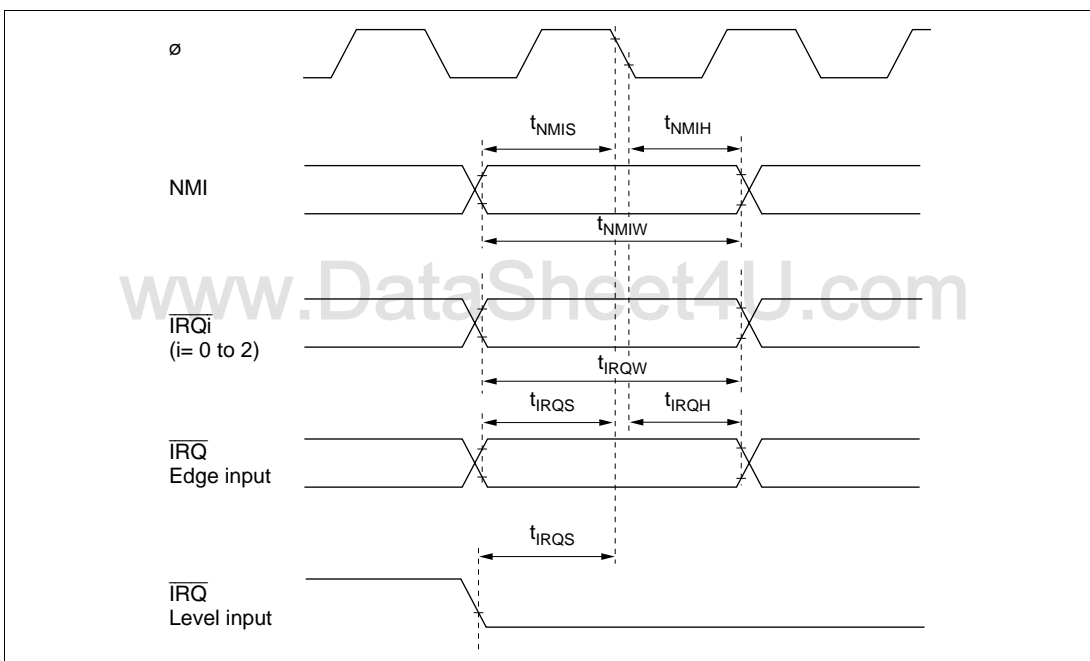 ø
tNMIS
tNMIH
NMI
tNMIW
www.DataSheet4U.com
IRQi
(i= 0 to 2)
tIRQW
tIRQS
tIRQH
IRQ
Edge input
tIRQS
IRQ
Level input